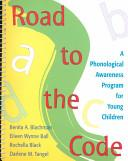 Road
to
the
Code
A
Phonological
Awareness
Program
for
Young
Children
a
b
c
d
Benita A. Blachman
Eileen Wynne Ball
Rochella Black
Darlene M. Tangel